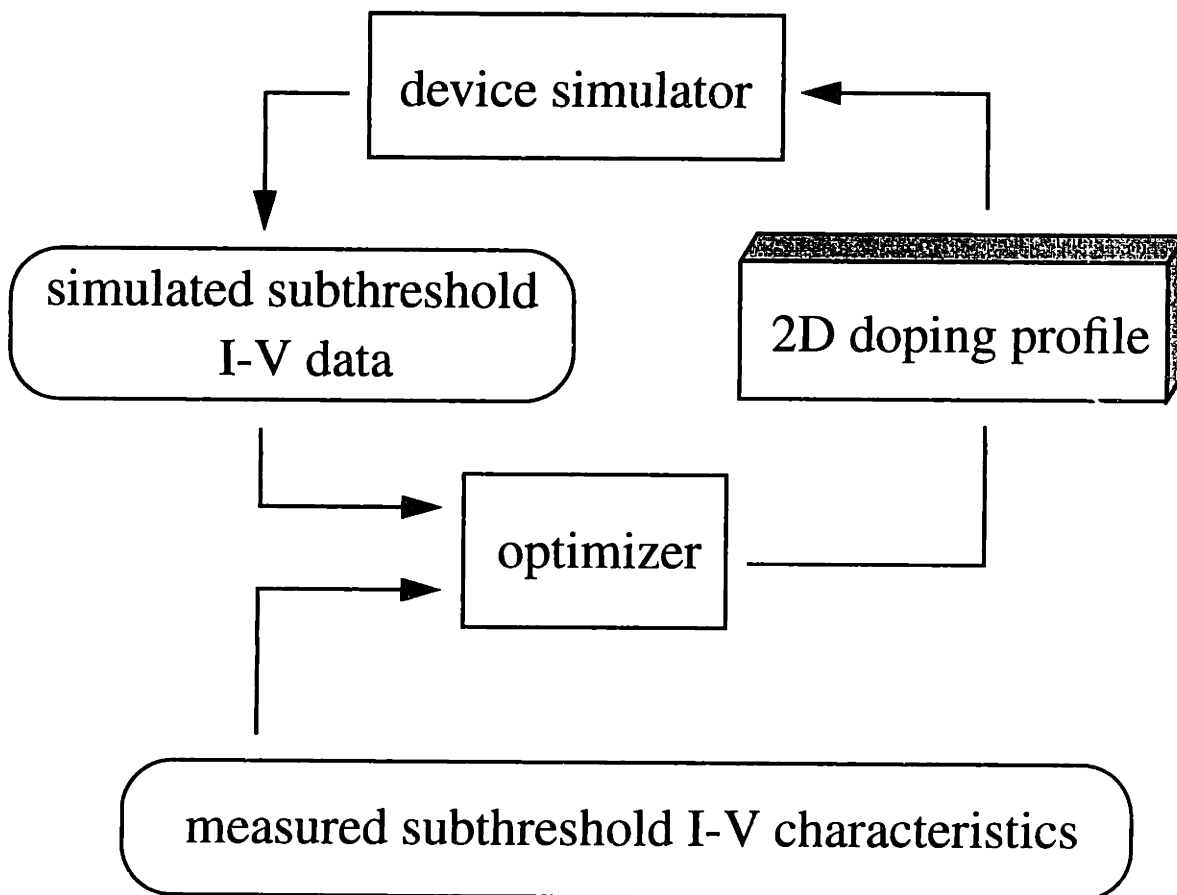 device simulator
simulated subthreshold
I-V data
2D doping profile
optimizer
measured subthreshold I-V characteristics